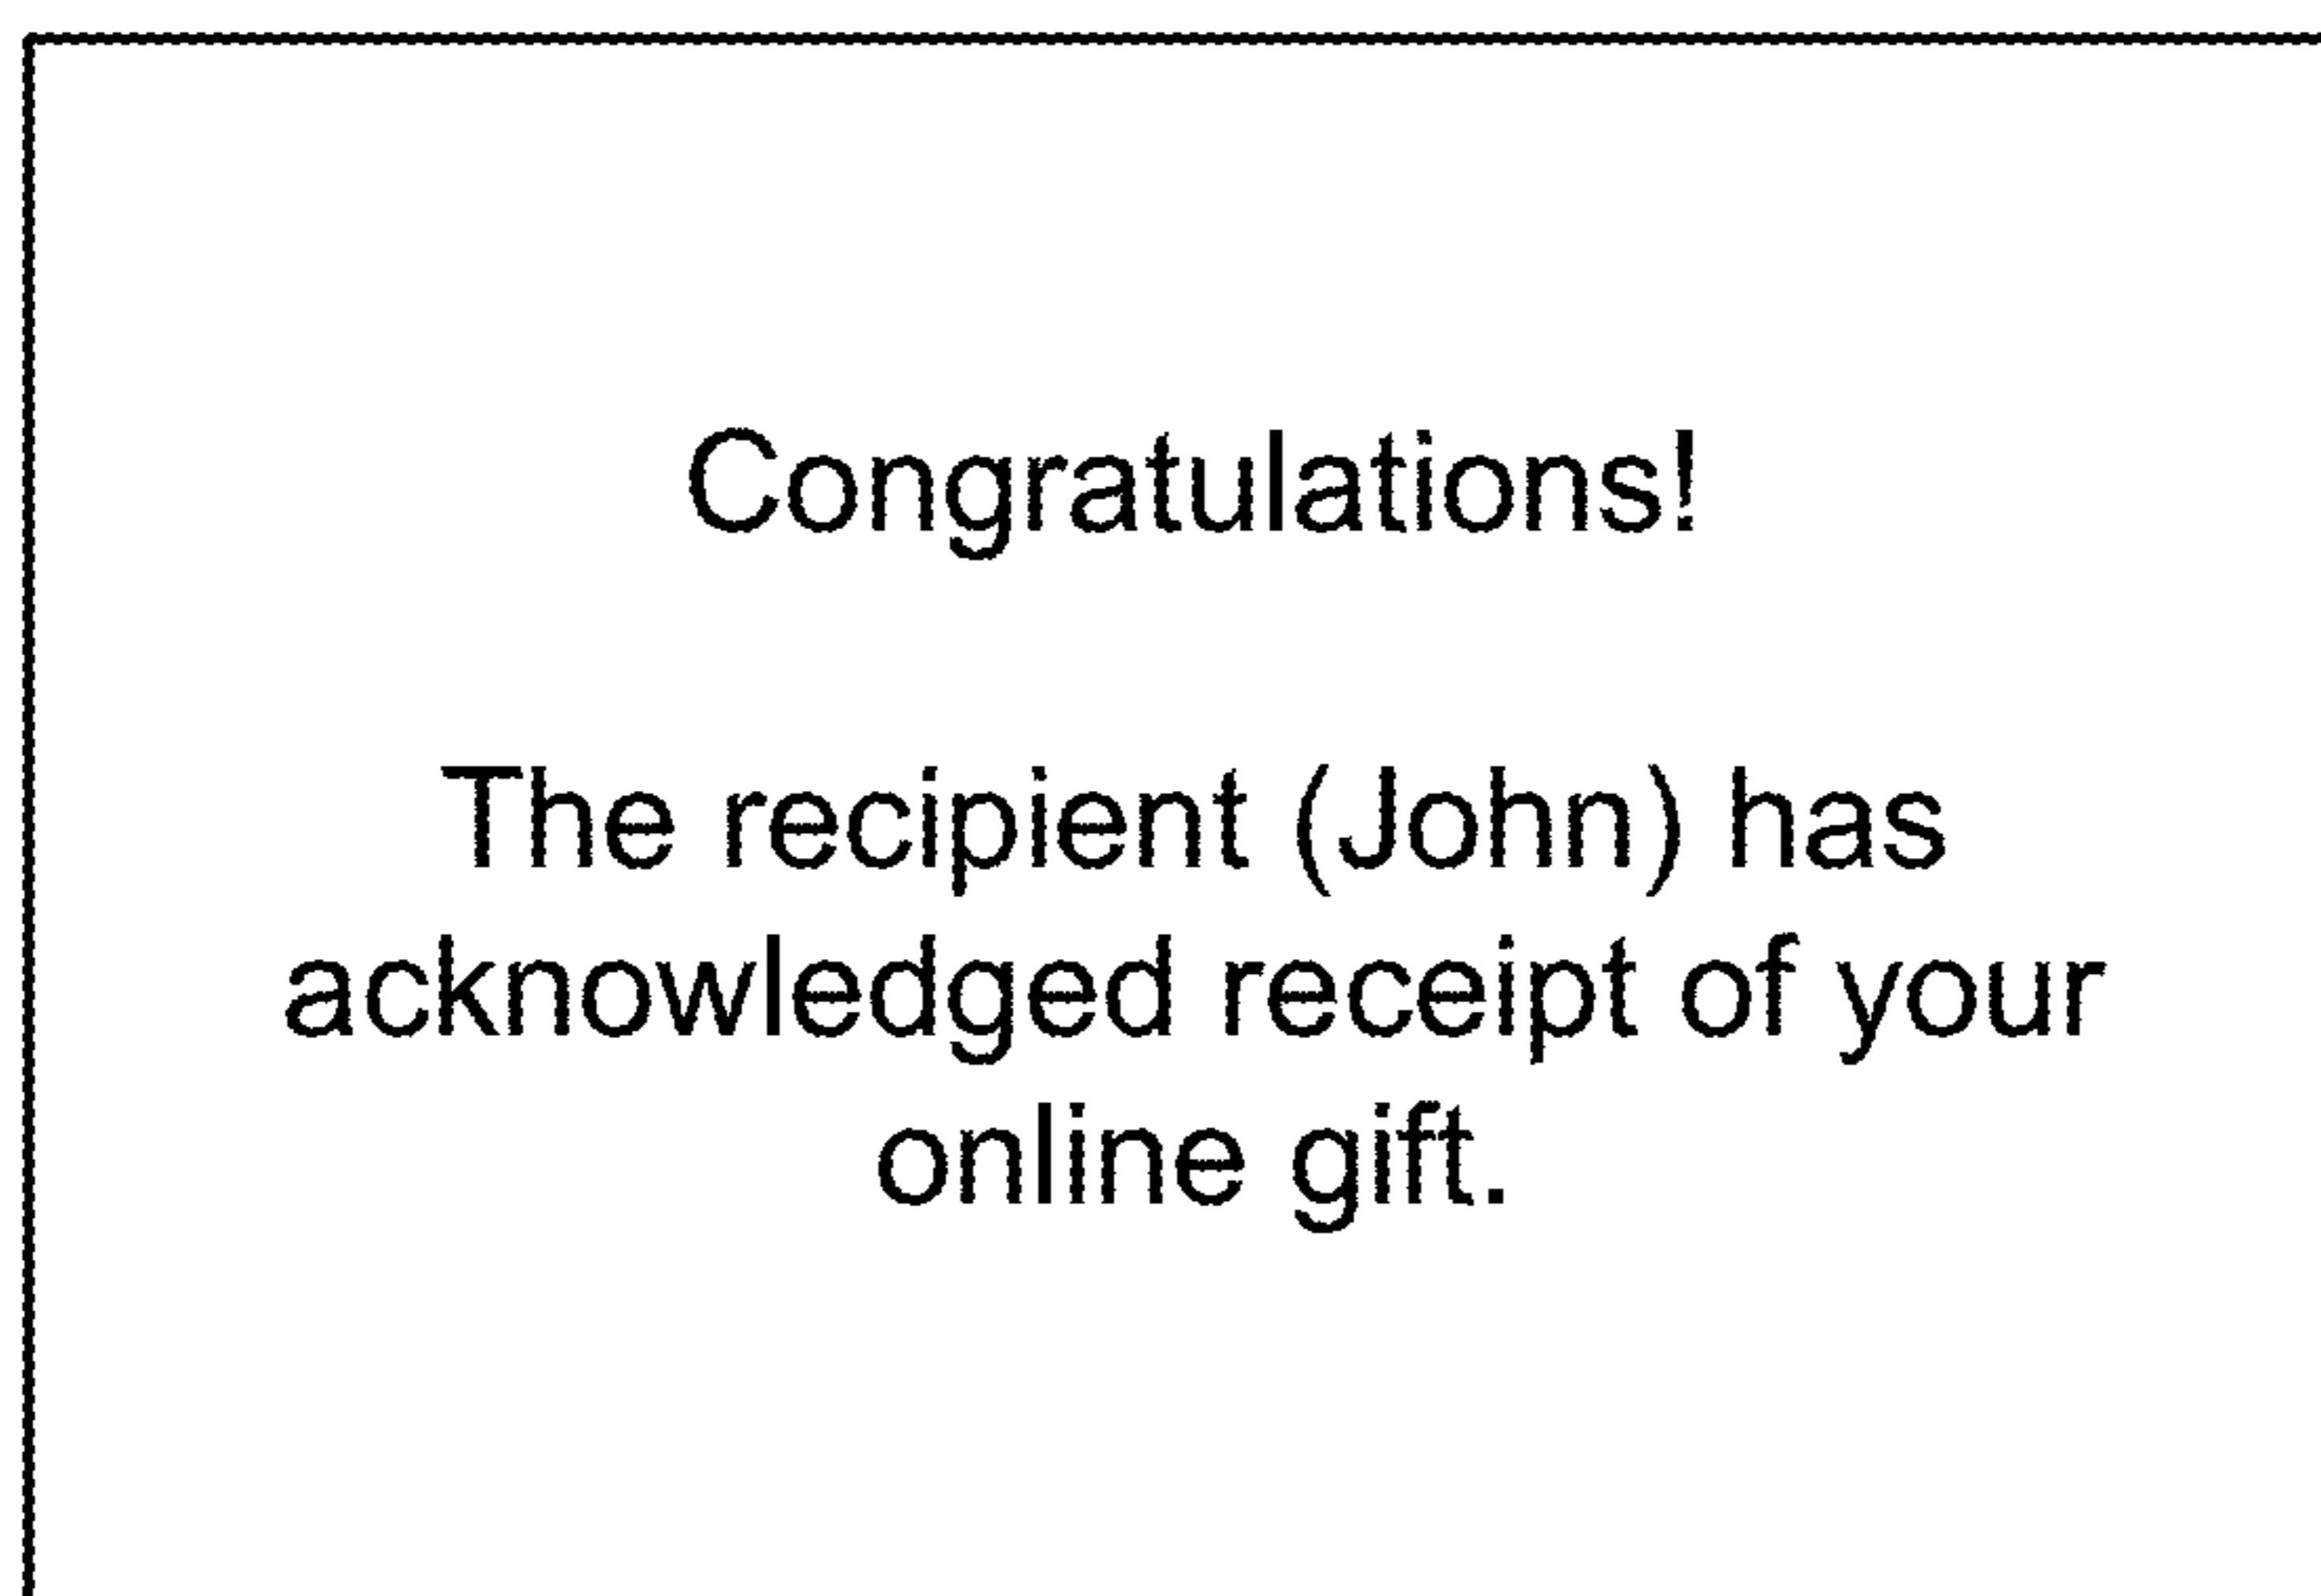 Congratulations!
The recipient (John) has
acknowledged receipt of your
online gift.